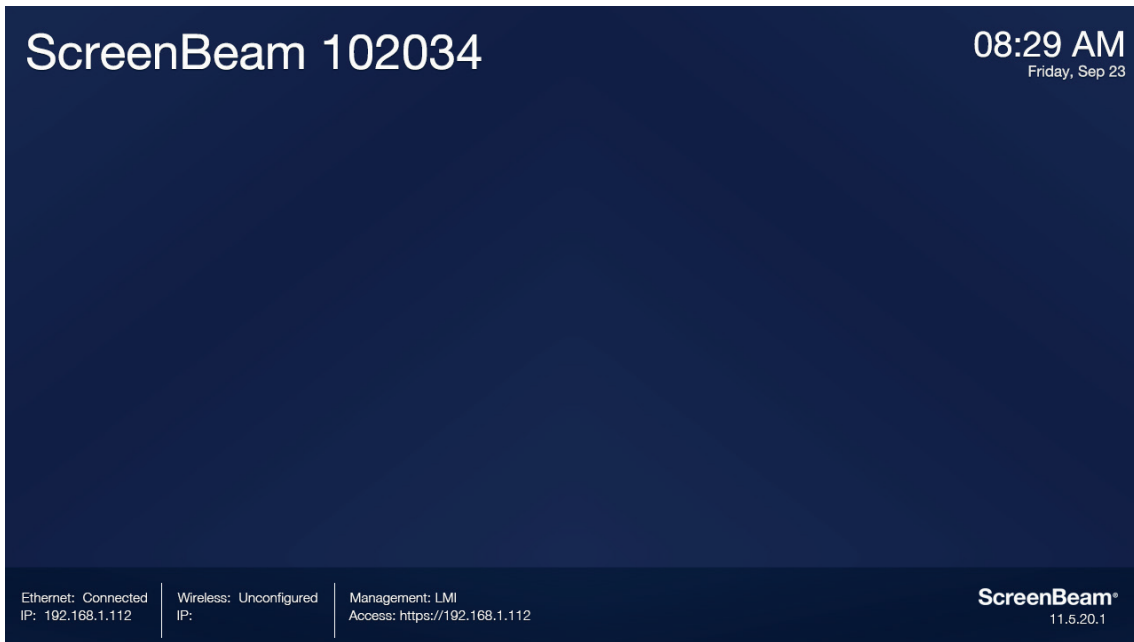 ScreenBeam 102034
08:29 AM
Friday, Sep 23
Ethernet: Connected
IP: 192.168.1.112
Wireless: Unconfigured
IP:
Management: LMI
Access: https://192.168.1.112
ScreenBeam®
11.5.20.1